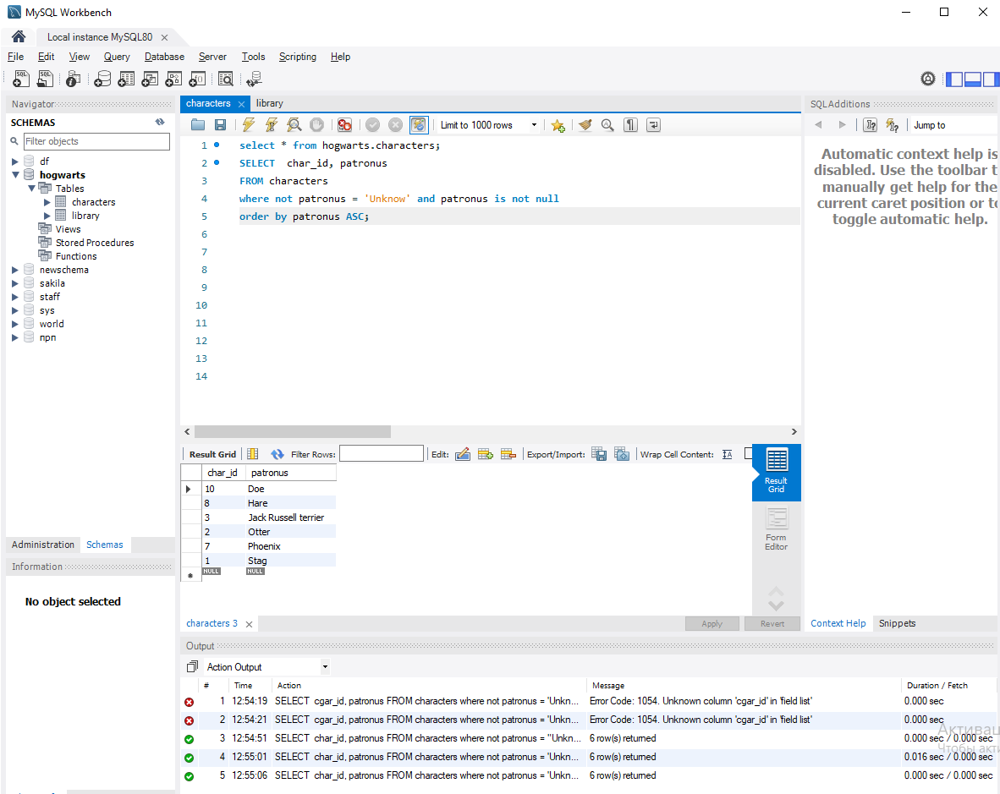 MySQL Workbench
Local instance MySQL80
File Edit View Query Database Server Tools Scripting Help
Navigator
SCHEMAS
Filter objects
df
hogwarts
Tables
characters
library
Views
Stored Procedures
Functions
newschema
sakila
staff
sys
world
npn
Administration Schemas
Information
No object selected
characters library
Limit to 1000 rows
1 select * from hogwarts.characters;
2 SELECT char_id, patronus
3 FROM characters
4 where not patronus = 'Unknow' and patronus is not null
5 order by patronus ASC;
6
7
8
9
10
11
12
13
14
Result Grid Filter Rows: Edit: Export/Import: Wrap Cell Content:
char_id patronus
10 Doe
8 Hare
3 Jack Russell terrier
2 Otter
7 Phoenix
1 Stag
NULL NULL
Result
Grid
Form
Editor
characters 3 Apply Revert
SQLAdditions
Jump to
Automatic context help is
disabled. Use the toolbar t
manually get help for the
current caret position or to
toggle automatic help.
Context Help Snippets
Output
Action Output
# Time Action Message Duration / Fetch
1 12:54:19 SELECT cgar_id, patronus FROM characters where not patronus = 'Unkn... Error Code: 1054. Unknown column 'cgar_id' in 'field list' 0.000 sec
2 12:54:21 SELECT cgar_id, patronus FROM characters where not patronus = 'Unkn... Error Code: 1054. Unknown column 'cgar_id' in 'field list' 0.000 sec
3 12:54:51 SELECT char_id, patronus FROM characters where not patronus = "Unkn... 6 row(s) returned 0.000 sec / 0.000 sec
4 12:55:01 SELECT char_id, patronus FROM characters where not patronus = 'Unkn... 6 row(s) returned 0.016 sec / 0.000 sec
5 12:55:06 SELECT char_id, patronus FROM characters where not patronus = 'Unkn... 6 row(s) returned 0.000 sec / 0.000 sec
Активац
Чтобы акти